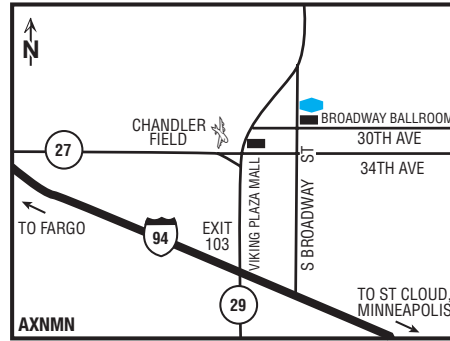 N
BROADWAY BALLROOM
CHANDLER
FIELD
30TH AVE
27
34TH AVE
VIKING PLAZA MALL
S BROADWAY ST
TO FARGO
94
EXIT
103
29
TO ST CLOUD,
MINNEAPOLIS
AXNMN